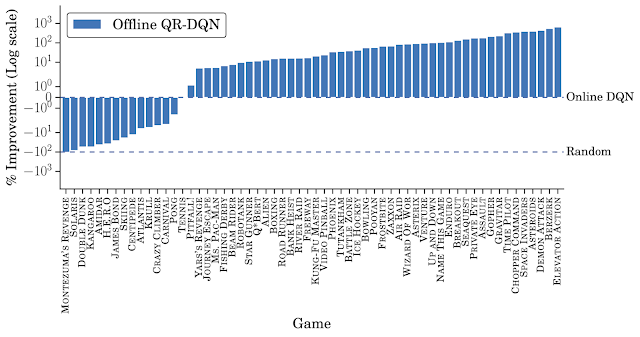 Offline QR-DQN
% Improvement (Log scale)
10³
10²
10¹
10⁰
−10⁰
−10¹
−10²
−10³
Online DQN
Random
Montezuma's Revenge
Solaris
Double Dunk
Kangaroo
Amidar
H.E.R.O
James Bond
Skiing
Centipede
Atlantis
Krull
Crazy Climber
Carnival
Pong
Tennis
Pitfall!
Yars's Revenge
Journey Escape
Ms. Pac-Man
Fishing Derby
Beam Rider
Robotank
Star Gunner
Q*Bert
Alien
Boxing
Road Runner
Bank Heist
River Raid
Freeway
Kung-Fu Master
Video Pinball
Phoenix
Tutankham
Battle Zone
Ice Hockey
Bowling
Pooyan
Frostbite
Zaxxon
Air Raid
Wizard of Wor
Asterix
Venture
Up and Down
Name This Game
Enduro
Breakout
Seaquest
Private Eye
Assault
Gopher
Gravitar
Time Pilot
Chopper Command
Space Invaders
Asteroids
Demon Attack
Berzerk
Elevator Action
Game